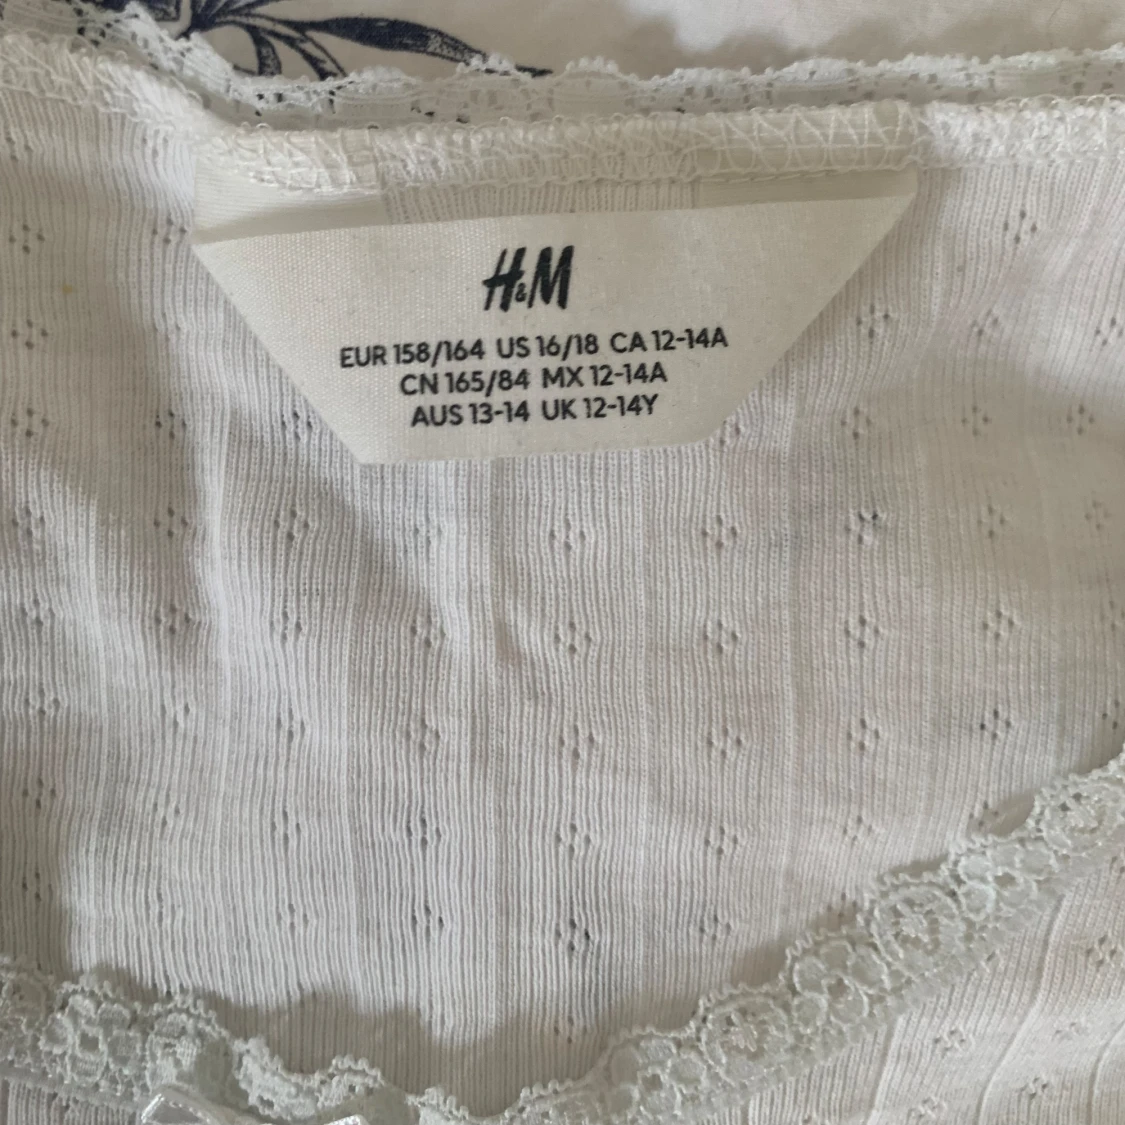 H&M
EUR 158/164 US 16/18 CA 12-14A
CN 165/84 MX 12-14A
AUS 13-14 UK 12-14Y